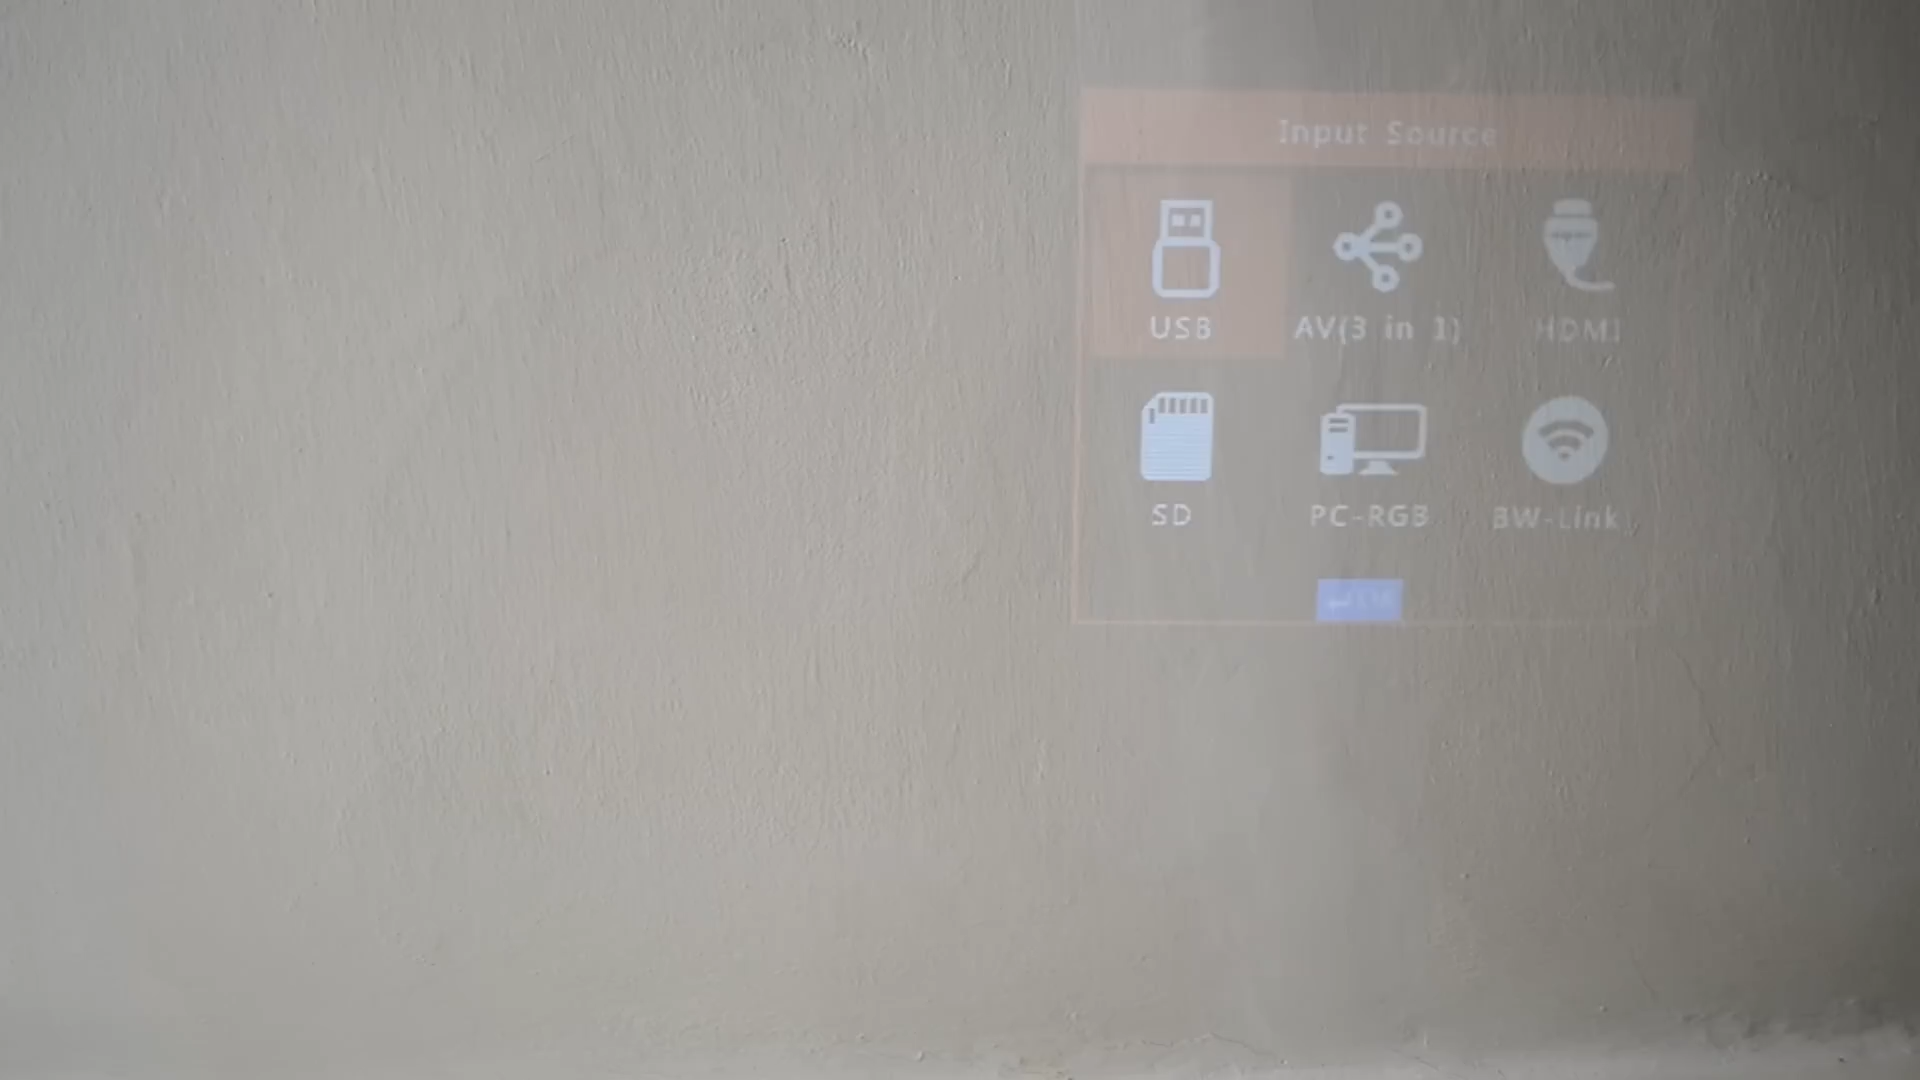 Input Source
USB AV(3 in 1) HDMI
SD PC-RGB BW-Link